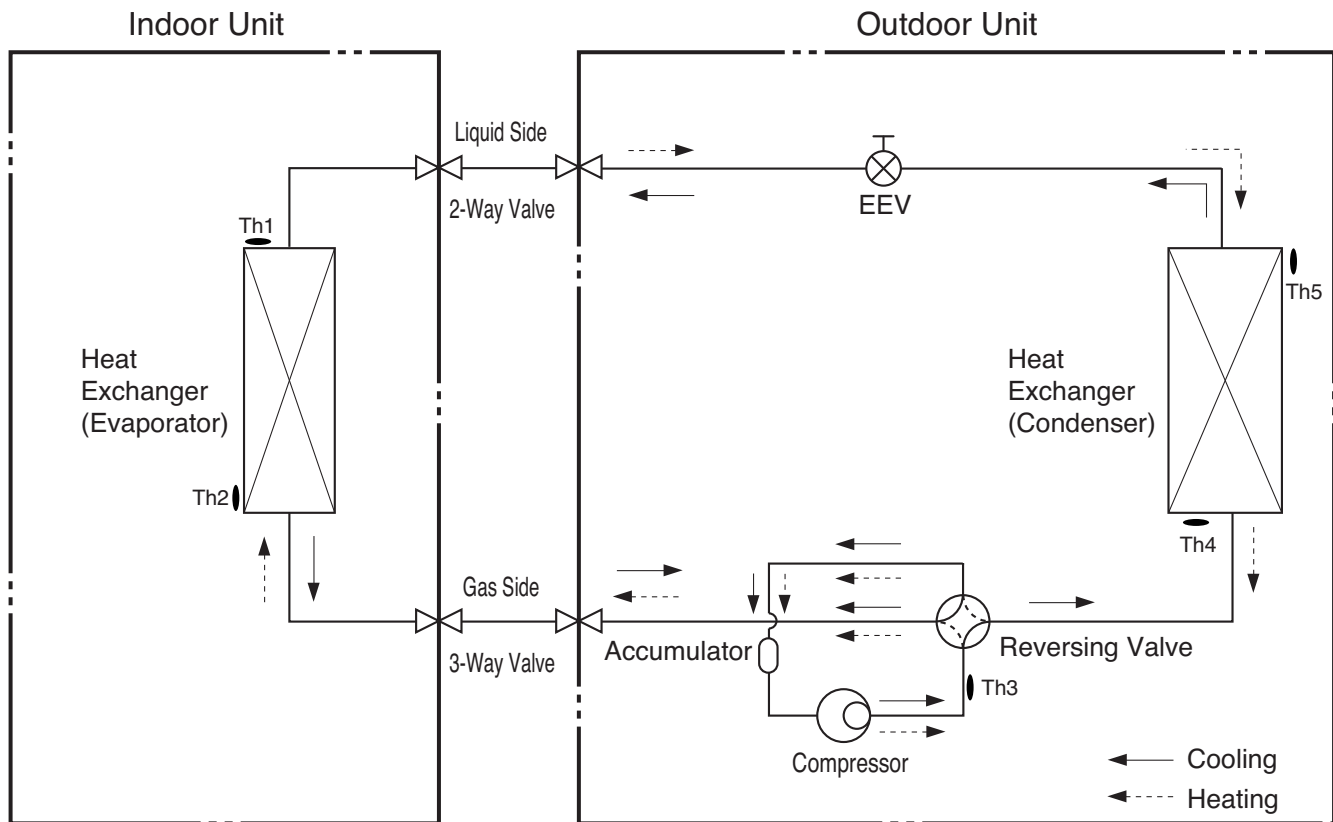 Indoor Unit
Outdoor Unit
Liquid Side
2-Way Valve
EEV
Th1
Th5
Heat
Exchanger
(Evaporator)
Heat
Exchanger
(Condenser)
Th2
Th4
Gas Side
3-Way Valve
Accumulator
Reversing Valve
Th3
Compressor
Cooling
Heating